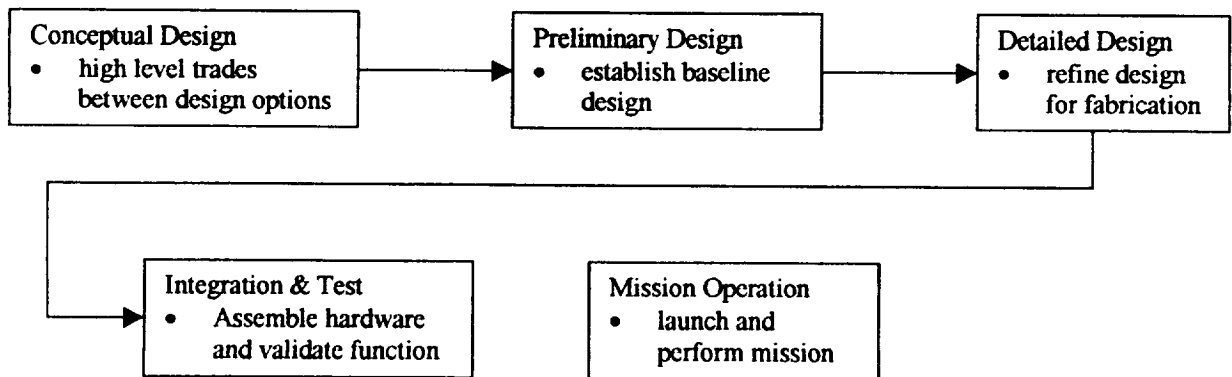 Conceptual Design
• high level trades
between design options
Preliminary Design
• establish baseline
design
Detailed Design
• refine design
for fabrication
Integration & Test
• Assemble hardware
and validate function
Mission Operation
• launch and
perform mission